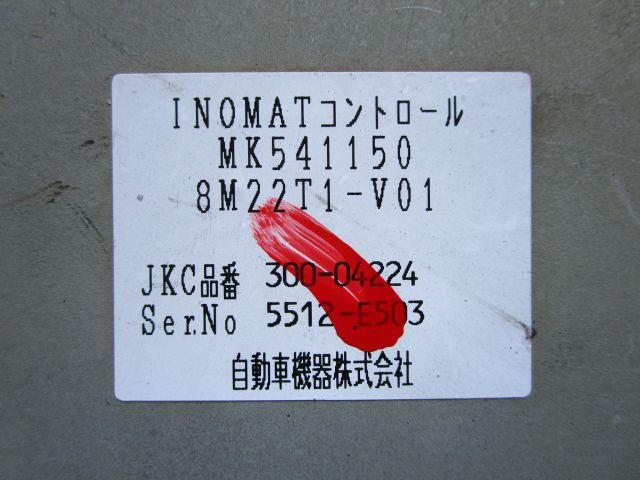 INOMATコントロール
MK541150
8M22T1-V01
JKC品番 300-04224
Ser.No 5512-E503
自動車機器株式会社